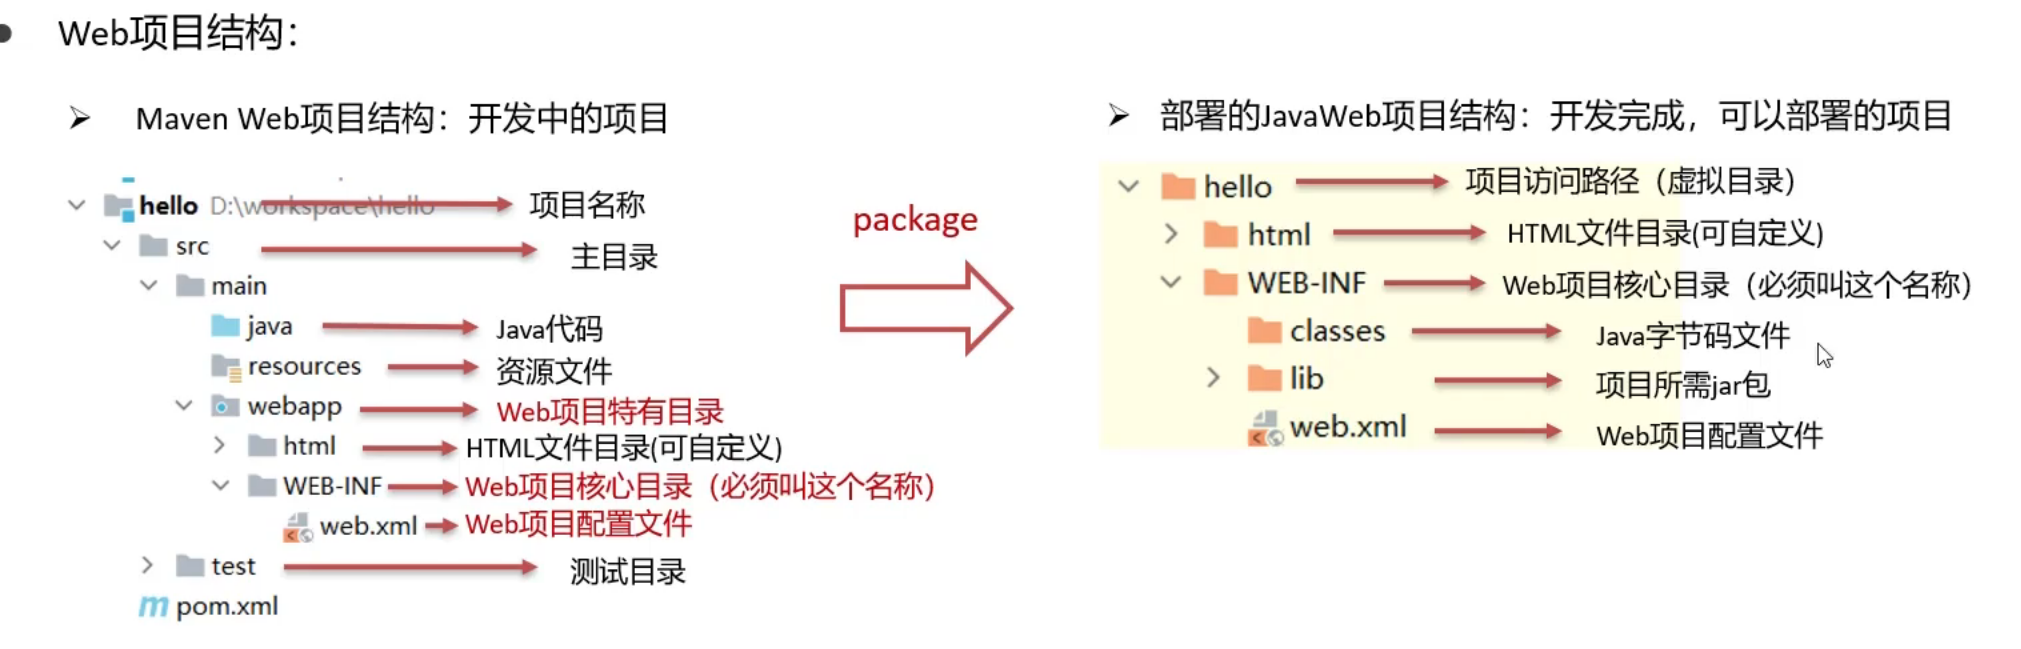 Web项目结构：
Maven Web项目结构：开发中的项目
hello D:\workspace\hello 项目名称
src 主目录
main
java Java代码
resources 资源文件
webapp Web项目特有目录
html HTML文件目录(可自定义)
WEB-INF Web项目核心目录（必须叫这个名称）
web.xml Web项目配置文件
test 测试目录
pom.xml
package
部署的JavaWeb项目结构：开发完成，可以部署的项目
hello 项目访问路径（虚拟目录）
html HTML文件目录(可自定义)
WEB-INF Web项目核心目录（必须叫这个名称）
classes Java字节码文件
lib 项目所需jar包
web.xml Web项目配置文件